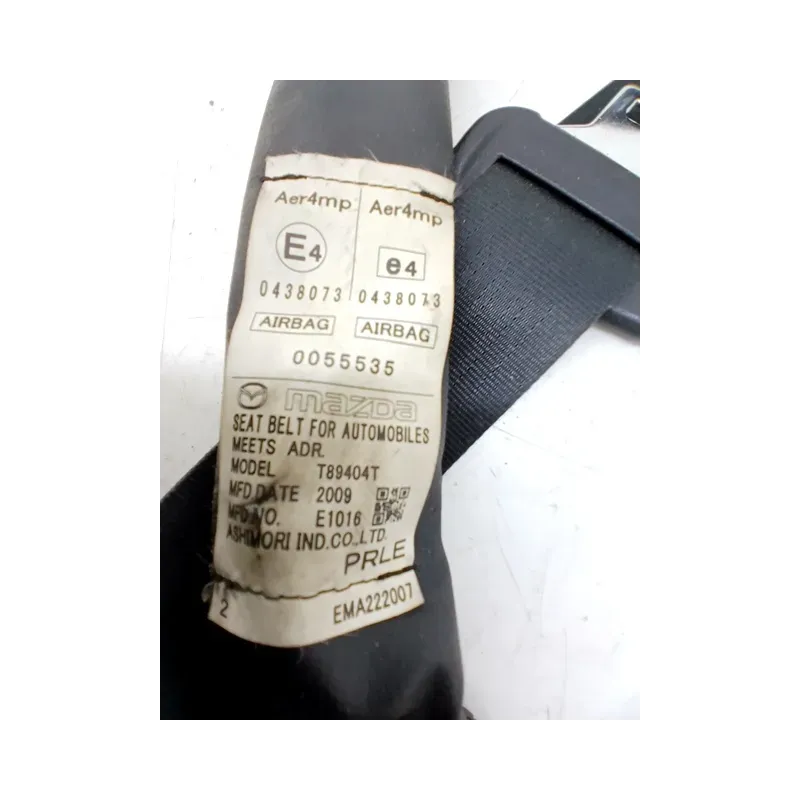 Aer4mp Aer4mp
E4 e4
0438073 0438073
AIRBAG AIRBAG
0055535
mazda
SEAT BELT FOR AUTOMOBILES
MEETS ADR.
MODEL T89404T
MFD DATE 2009
MFD NO. E1016
ASHIMORI IND.CO.,LTD.
PRLE
2 EMA222007